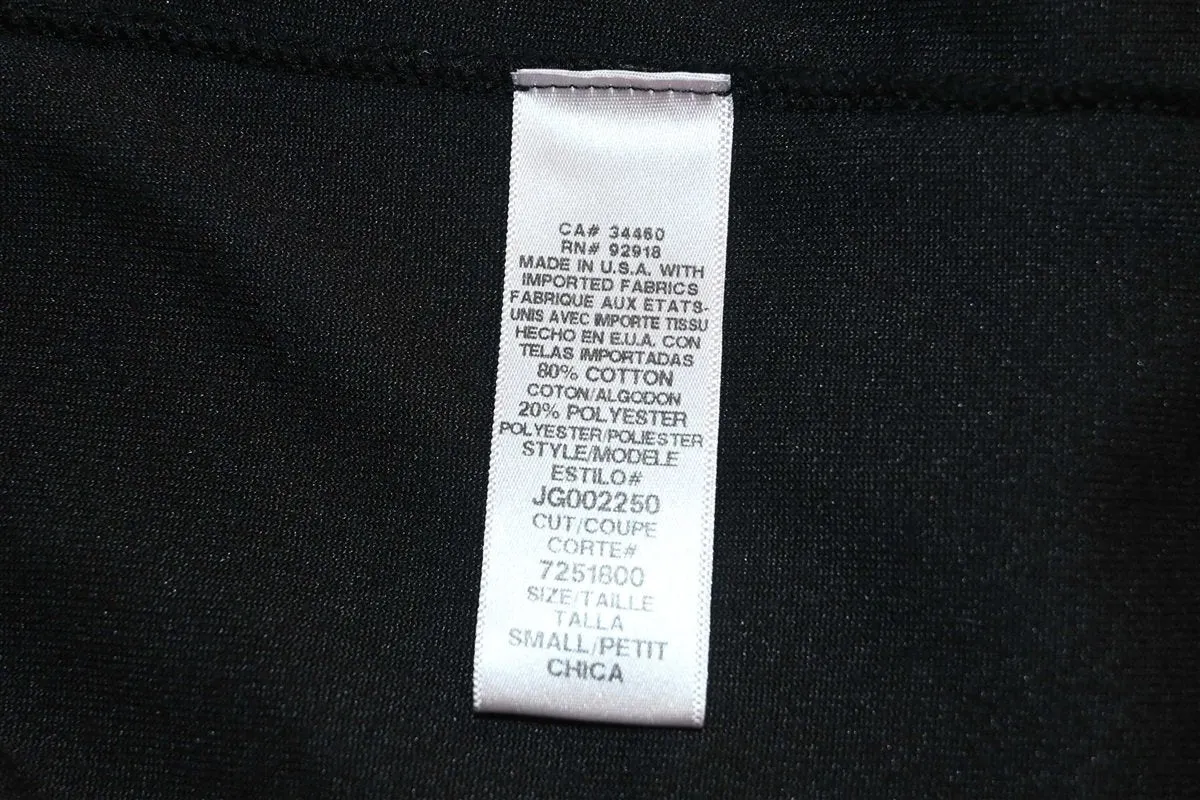 CA# 34460
RN# 92918
MADE IN U.S.A. WITH
IMPORTED FABRICS
FABRIQUE AUX ETATS-
UNIS AVEC IMPORTE TISSU
HECHO EN E.U.A. CON
TELAS IMPORTADAS
80% COTTON
COTON/ALGODON
20% POLYESTER
POLYESTER/POLIESTER
STYLE/MODELE
ESTILO#
JG002250
CUT/COUPE
CORTE#
7251800
SIZE/TAILLE
TALLA
SMALL/PETIT
CHICA